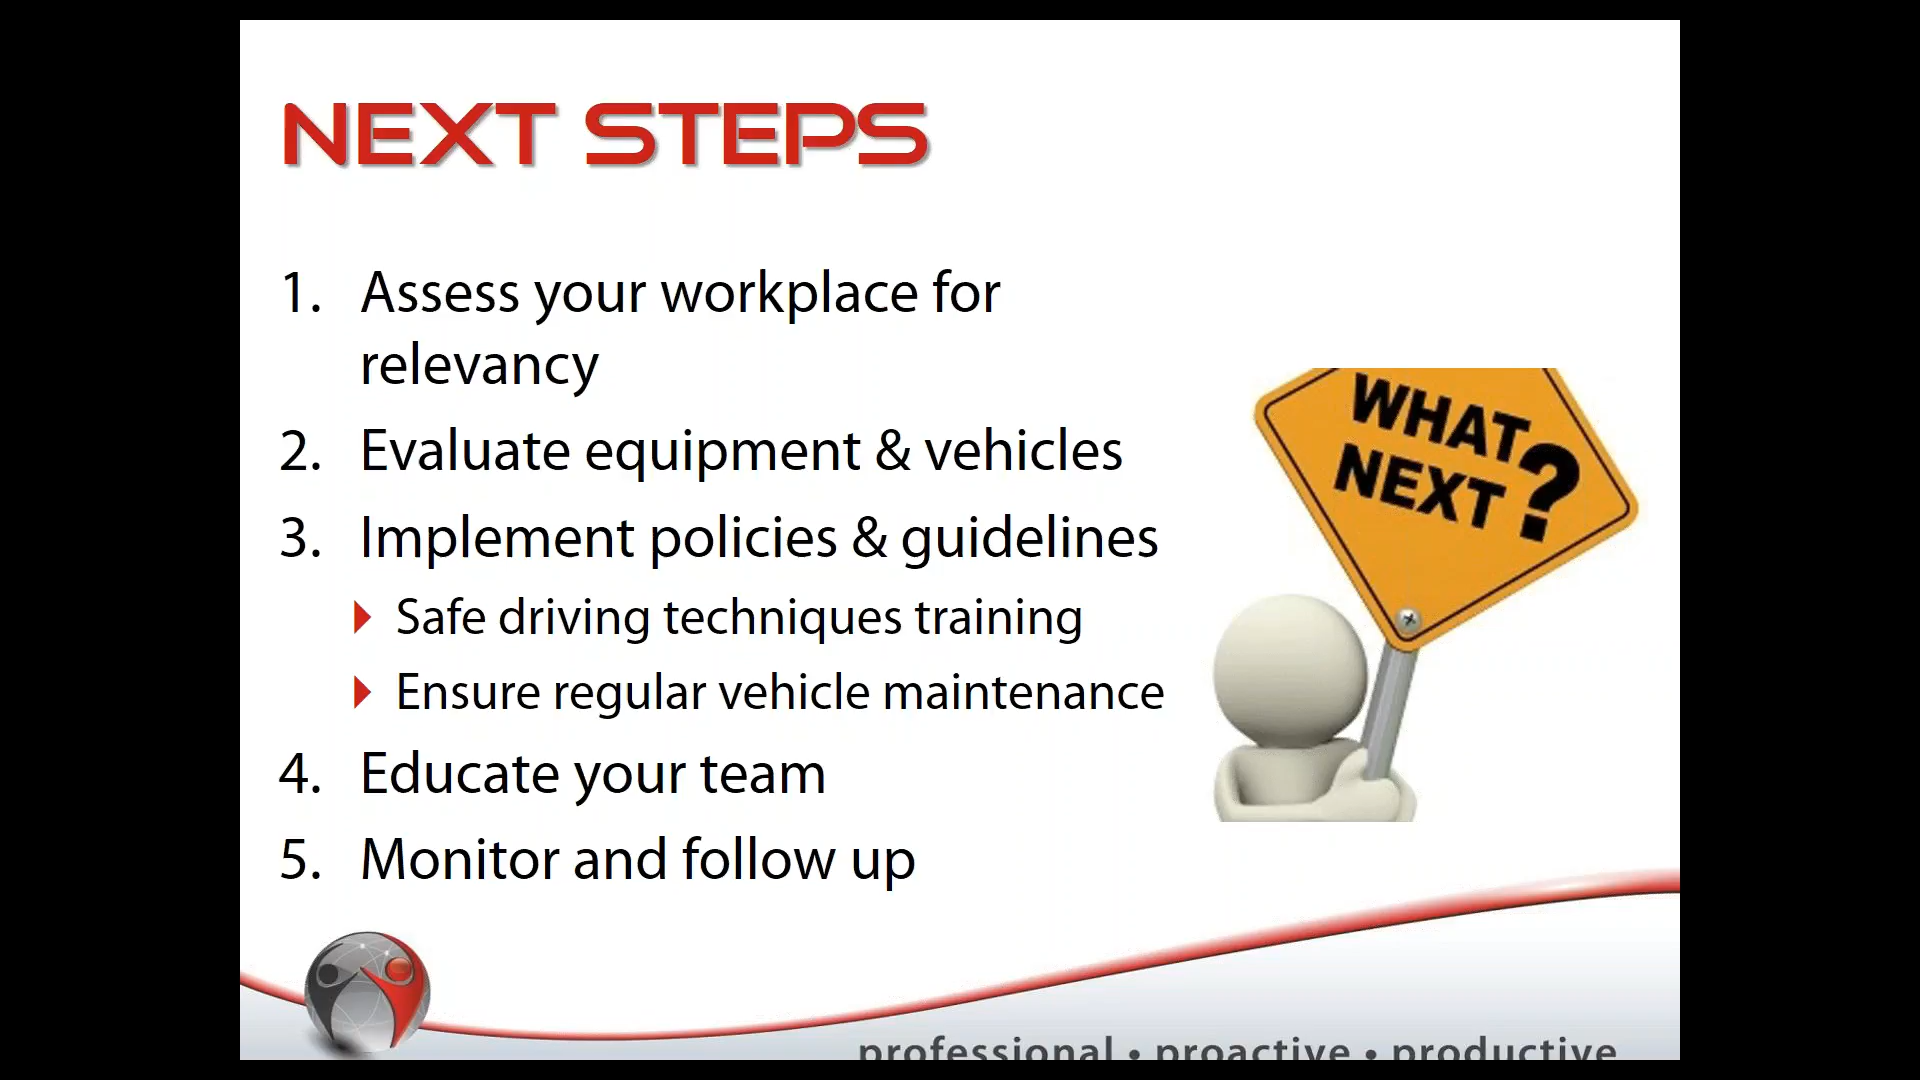 NEXT STEPS
1. Assess your workplace for
relevancy
2. Evaluate equipment & vehicles
3. Implement policies & guidelines
Safe driving techniques training
Ensure regular vehicle maintenance
4. Educate your team
5. Monitor and follow up
WHAT
NEXT?
professional • proactive • productive